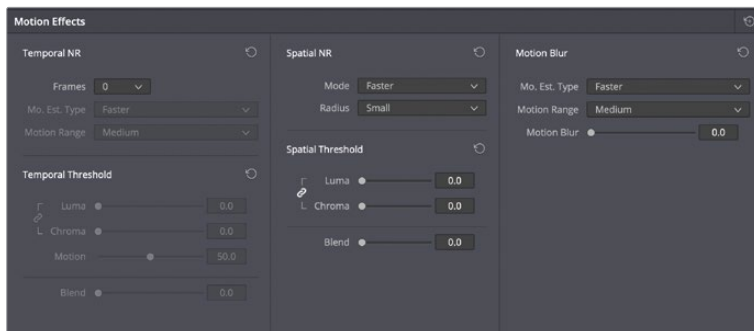 Motion Effects
Temporal NR
Frames 0
Mo. Est. Type Faster
Motion Range Medium
Temporal Threshold
Luma 0.0
Chroma 0.0
Motion 50.0
Blend 0.0
Spatial NR
Mode Faster
Radius Small
Spatial Threshold
Luma 0.0
Chroma 0.0
Blend 0.0
Motion Blur
Mo. Est. Type Faster
Motion Range Medium
Motion Blur 0.0